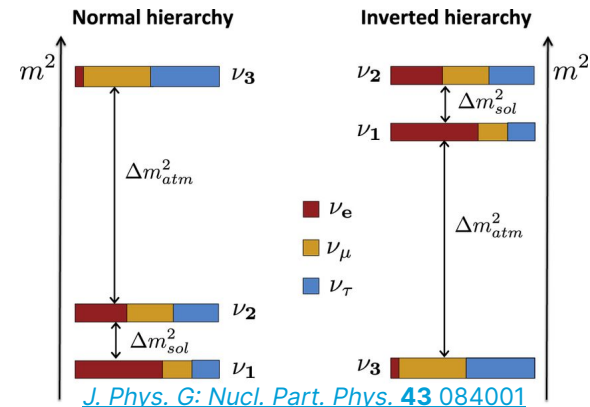 Normal hierarchy
m²
ν₃
Δm²atm
ν₂
Δm²sol
ν₁
νe
νμ
ντ
Inverted hierarchy
ν₂
m²
Δm²sol
ν₁
Δm²atm
ν₃
J. Phys. G: Nucl. Part. Phys. 43 084001